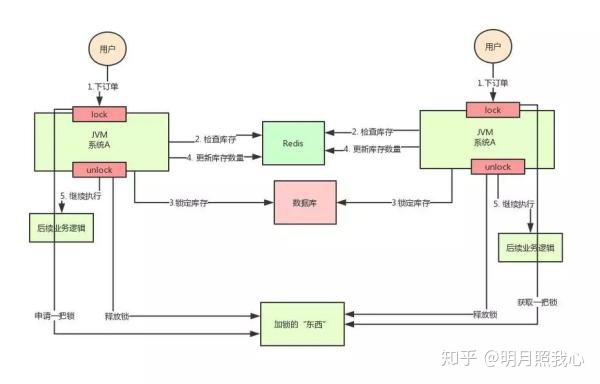 用户
用户
1.下订单
1.下订单
lock
lock
JVM
系统A
JVM
系统A
2. 检查库存
2. 检查库存
Redis
4. 更新库存数量
4. 更新库存数量
unlock
unlock
5. 继续执行
5. 继续执行
3.锁定库存
数据库
3.锁定库存
后续业务逻辑
后续业务逻辑
申请一把锁
释放锁
加锁的“东西”
释放锁
获取一把锁
知乎 @明月照我心